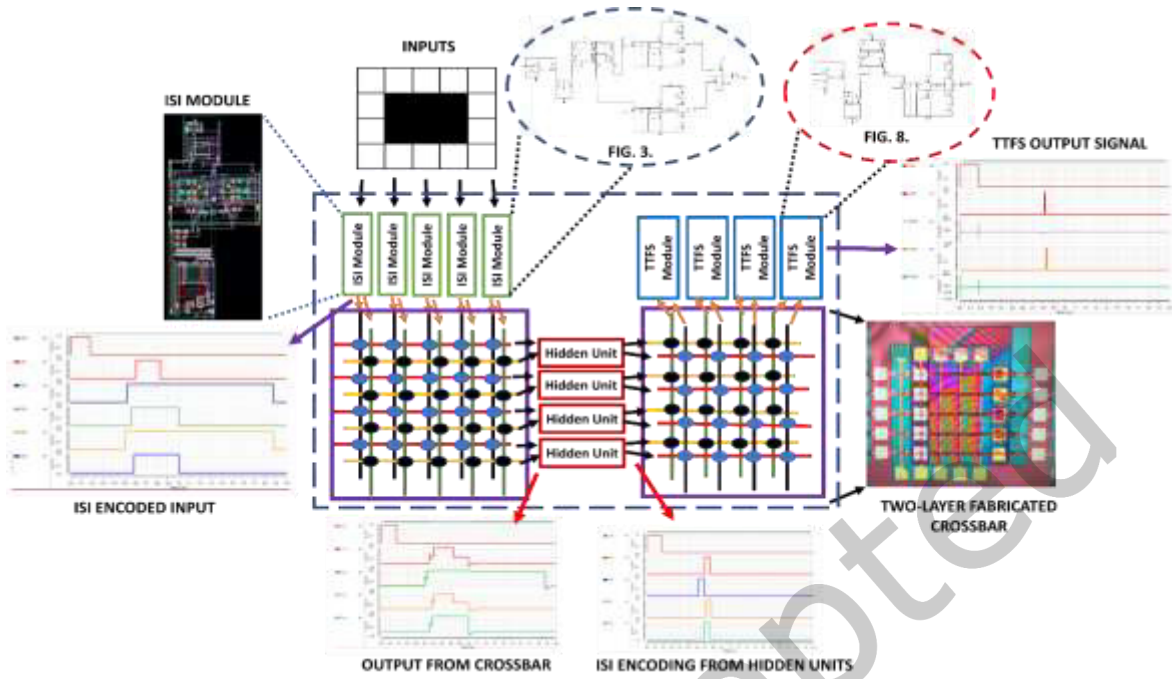 INPUTS
ISI MODULE
FIG. 3.
FIG. 8.
TTFS OUTPUT SIGNAL
ISI Module
ISI Module
ISI Module
ISI Module
ISI Module
TTFS
Module
TTFS
Module
TTFS
Module
TTFS
Module
Hidden Unit
Hidden Unit
Hidden Unit
Hidden Unit
ISI ENCODED INPUT
TWO-LAYER FABRICATED
CROSSBAR
OUTPUT FROM CROSSBAR
ISI ENCODING FROM HIDDEN UNITS
pted